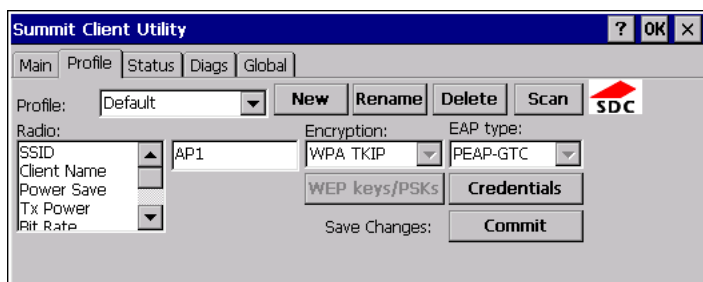 Summit Client Utility ? OK ×
Main Profile Status Diags Global
Profile: Default New Rename Delete Scan SDC
Radio: Encryption: EAP type:
SSID AP1 WPA TKIP PEAP-GTC
Client Name
Power Save WEP keys/PSKs Credentials
Tx Power
Bit Rate Save Changes: Commit